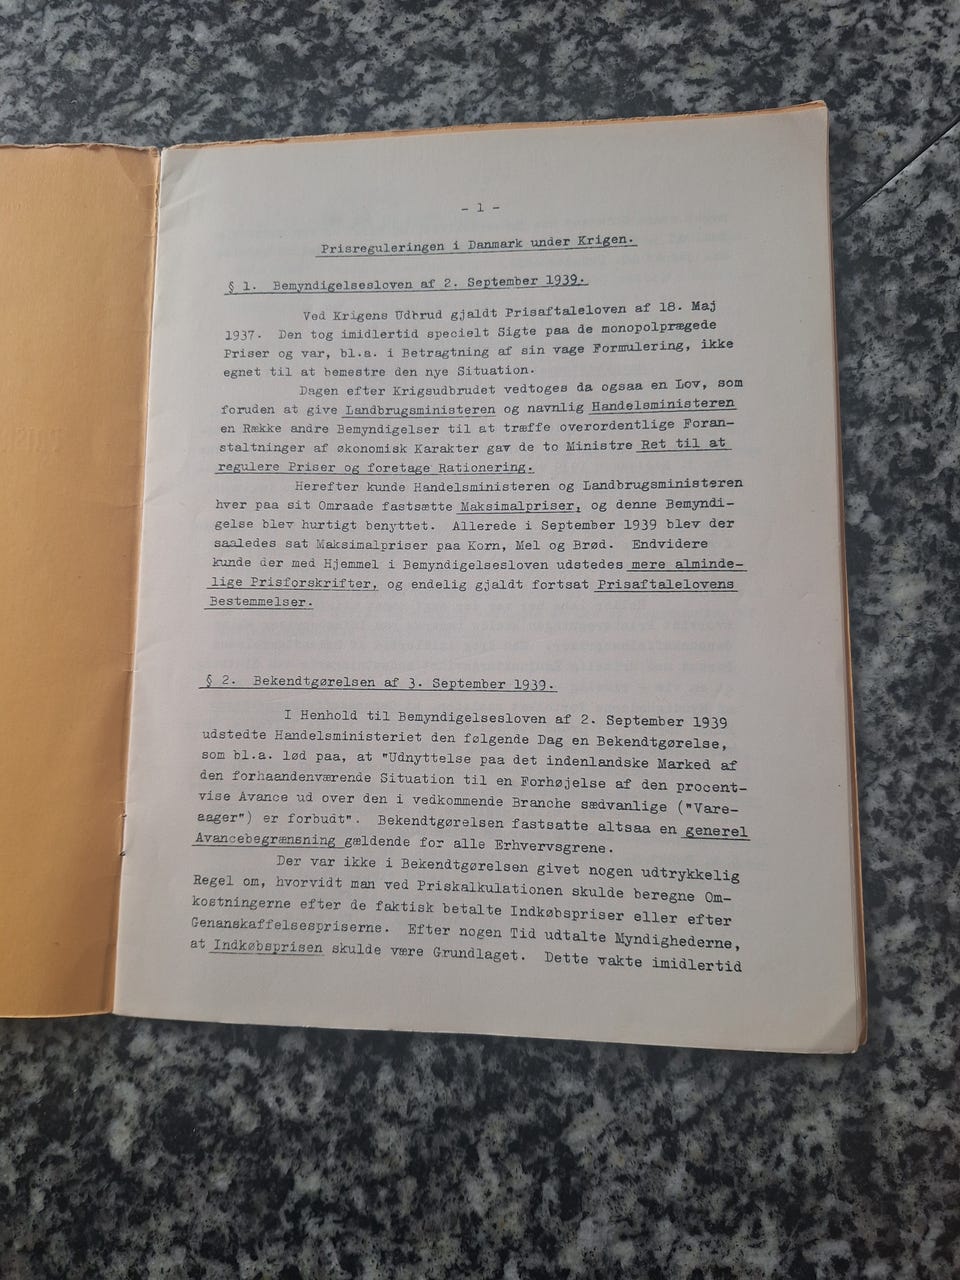 - 1 -
Prisreguleringen i Danmark under Krigen.
§ 1. Bemyndigelsesloven af 2. September 1939.
Ved Krigens Udbrud gjaldt Prisaftaleloven af 18. Maj
1937. Den tog imidlertid specielt Sigte paa de monopolprægede
Priser og var, bl.a. i Betragtning af sin vage Formulering, ikke
egnet til at bemestre den nye Situation.
Dagen efter Krigsudbrudet vedtoges da ogsaa en Lov, som
foruden at give Landbrugsministeren og navnlig Handelsministeren
en Række andre Bemyndigelser til at træffe overordentlige Foran-
staltninger af økonomisk Karakter gav de to Ministre Ret til at
regulere Priser og foretage Rationering.
Herefter kunde Handelsministeren og Landbrugsministeren
hver paa sit Omraade fastsætte Maksimalpriser, og denne Bemyndi-
gelse blev hurtigt benyttet. Allerede i September 1939 blev der
saaledes sat Maksimalpriser paa Korn, Mel og Brød. Endvidere
kunde der med Hjemmel i Bemyndigelsesloven udstedes mere alminde-
lige Prisforskrifter, og endelig gjaldt fortsat Prisaftalelovens
Bestemmelser.
§ 2. Bekendtgørelsen af 3. September 1939.
I Henhold til Bemyndigelsesloven af 2. September 1939
udstedte Handelsministeriet den følgende Dag en Bekendtgørelse,
som bl.a. lød paa, at "Udnyttelse paa det indenlandske Marked af
den forhaandenværende Situation til en Forhøjelse af den procent-
vise Avance ud over den i vedkommende Branche sædvanlige ("Vare-
aager") er forbudt". Bekendtgørelsen fastsatte altsaa en generel
Avancebegrænsning gældende for alle Erhvervsgrene.
Der var ikke i Bekendtgørelsen givet nogen udtrykkelig
Regel om, hvorvidt man ved Priskalkulationen skulde beregne Om-
kostningerne efter de faktisk betalte Indkøbspriser eller efter
Genanskaffelsespriserne. Efter nogen Tid udtalte Myndighederne,
at Indkøbsprisen skulde være Grundlaget. Dette vakte imidlertid